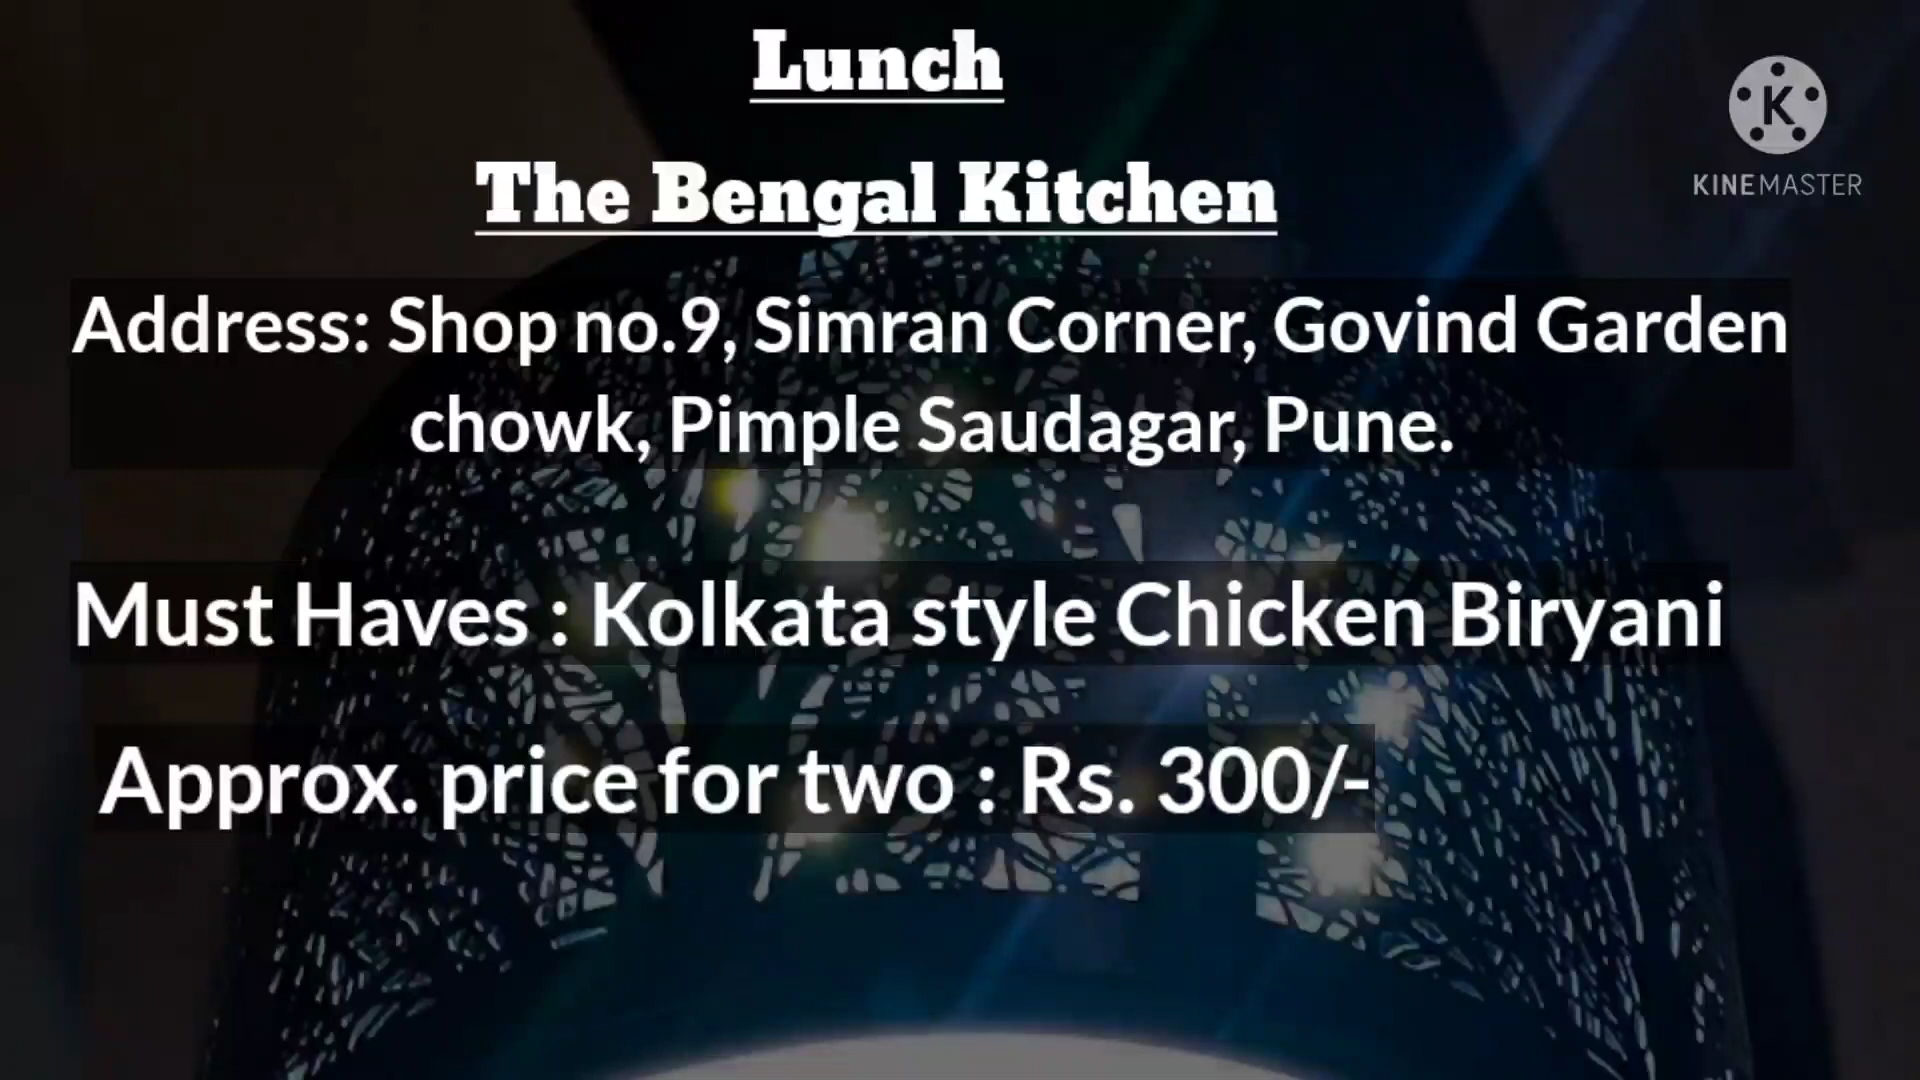 Lunch
The Bengal Kitchen
KINEMASTER
Address: Shop no.9, Simran Corner, Govind Garden
chowk, Pimple Saudagar, Pune.
Must Haves : Kolkata style Chicken Biryani
Approx. price for two : Rs. 300/-